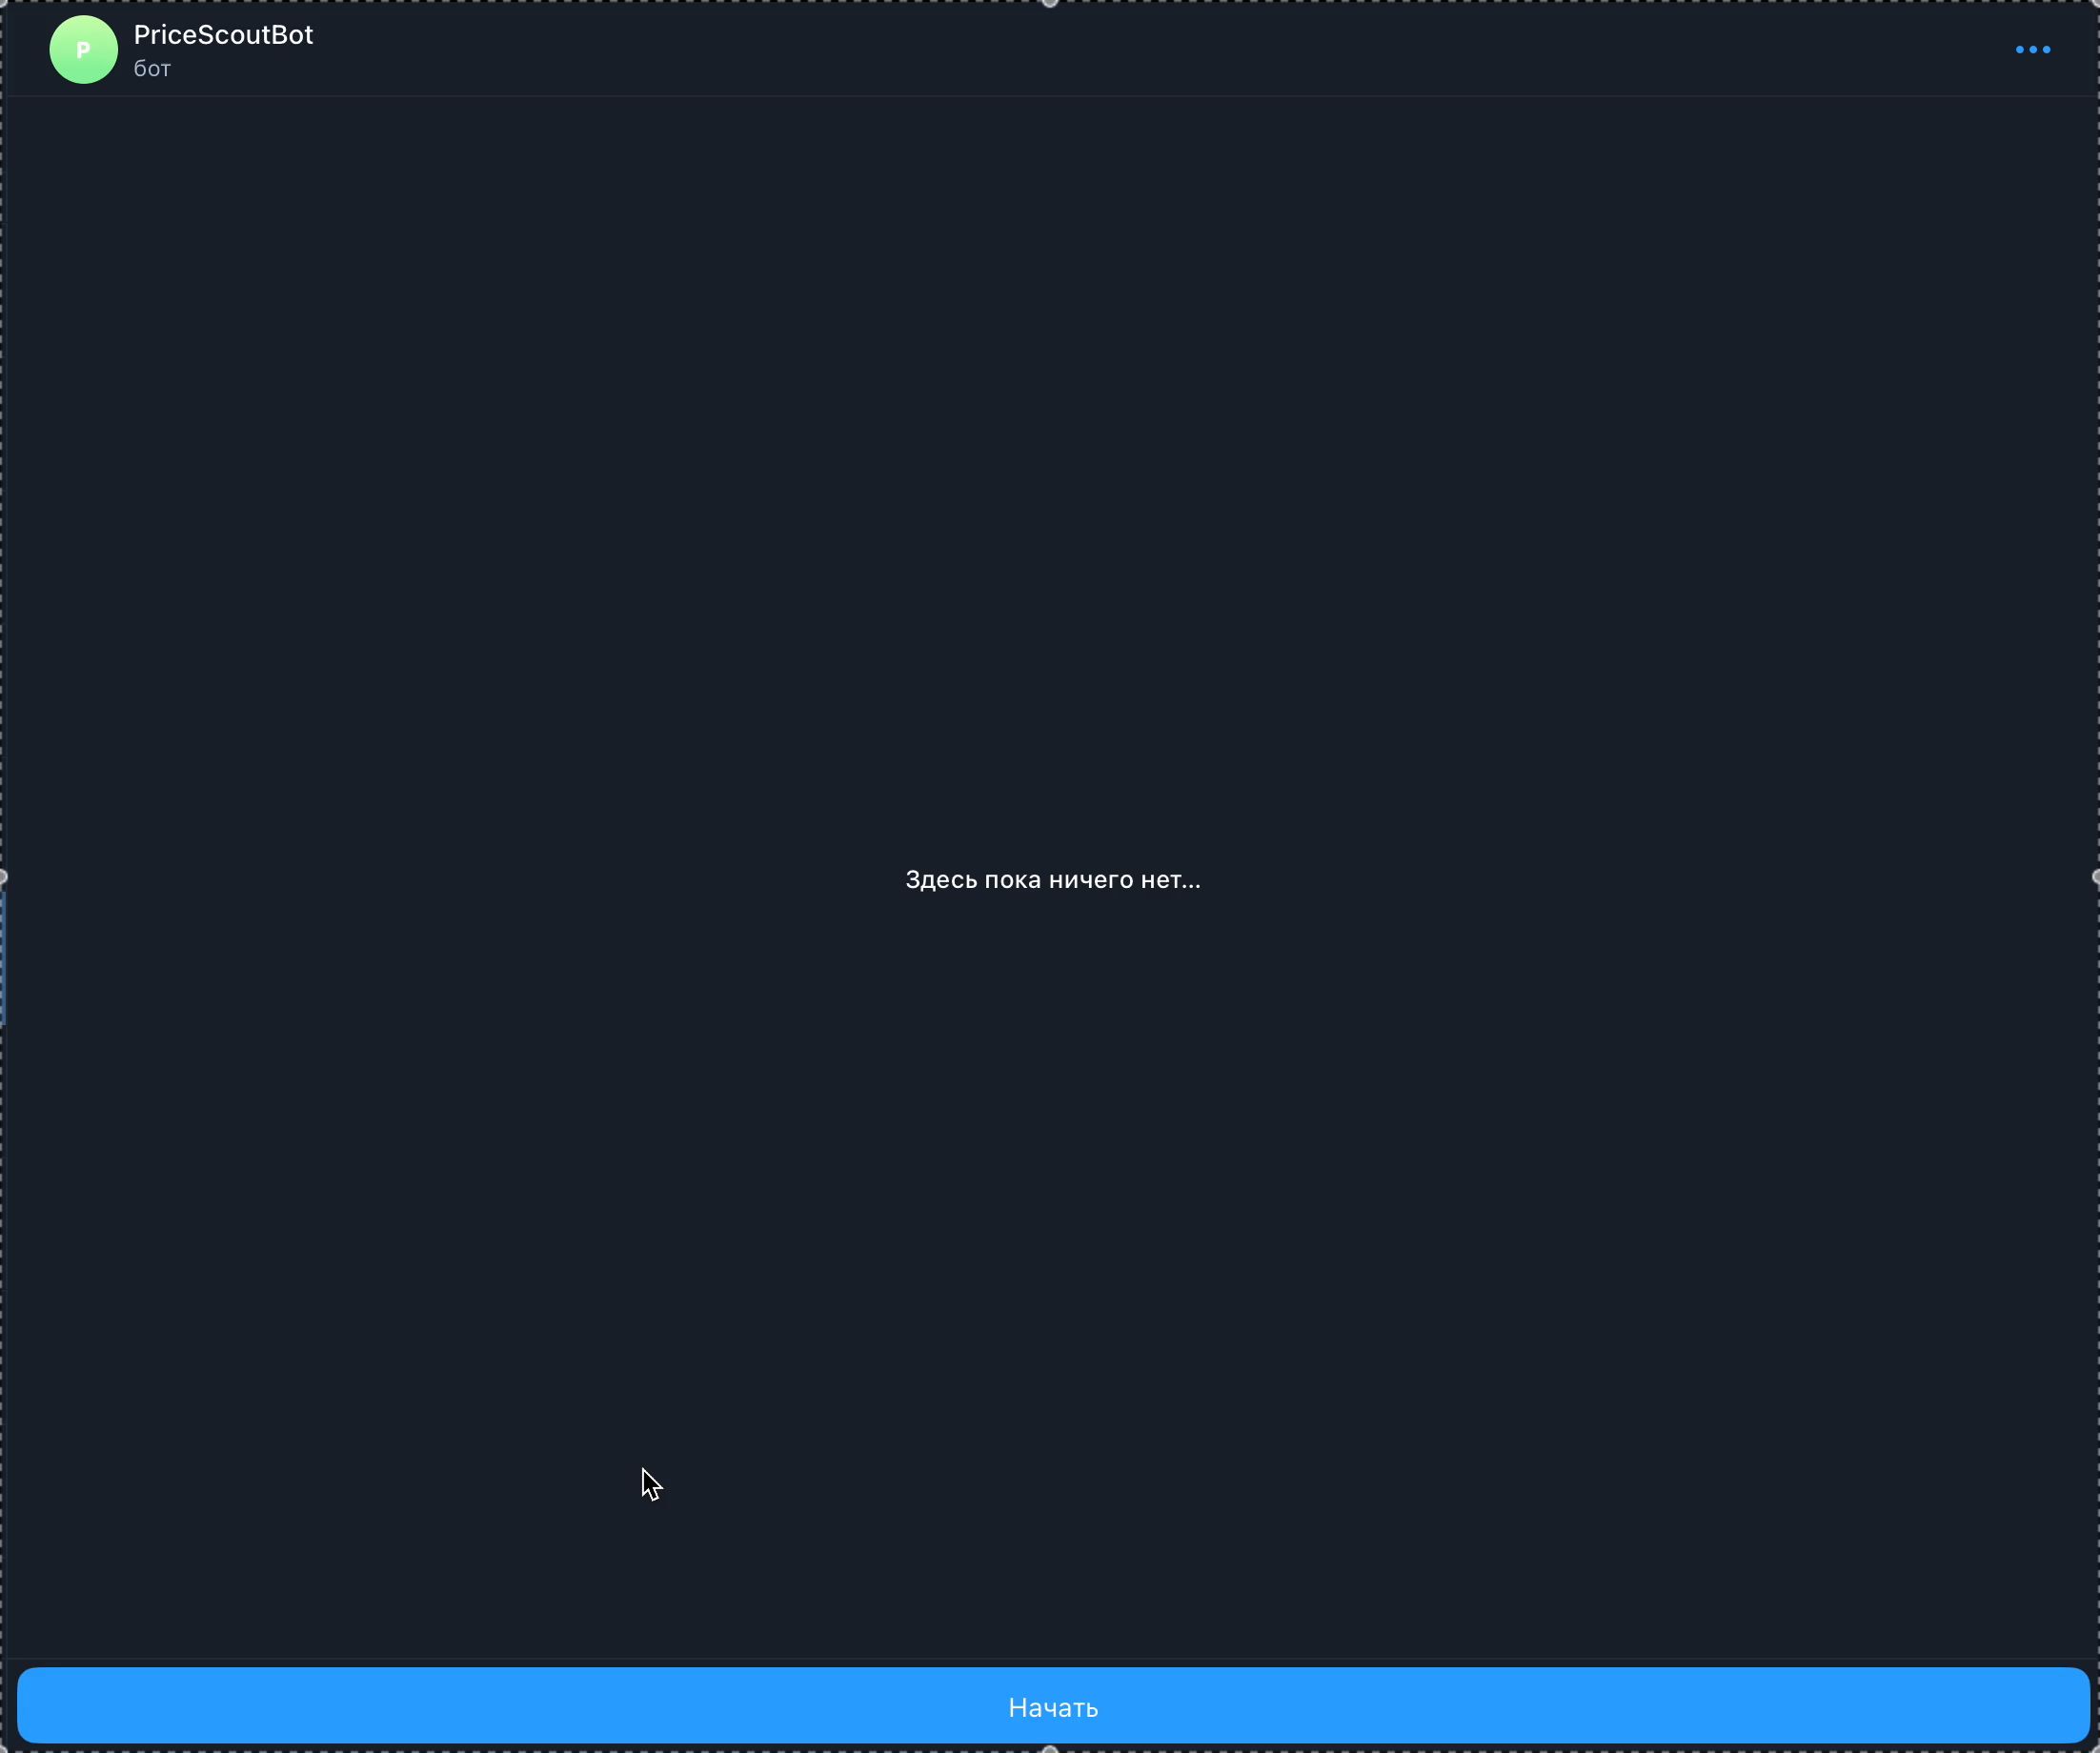 P
PriceScoutBot
бот
Здесь пока ничего нет...
Начать